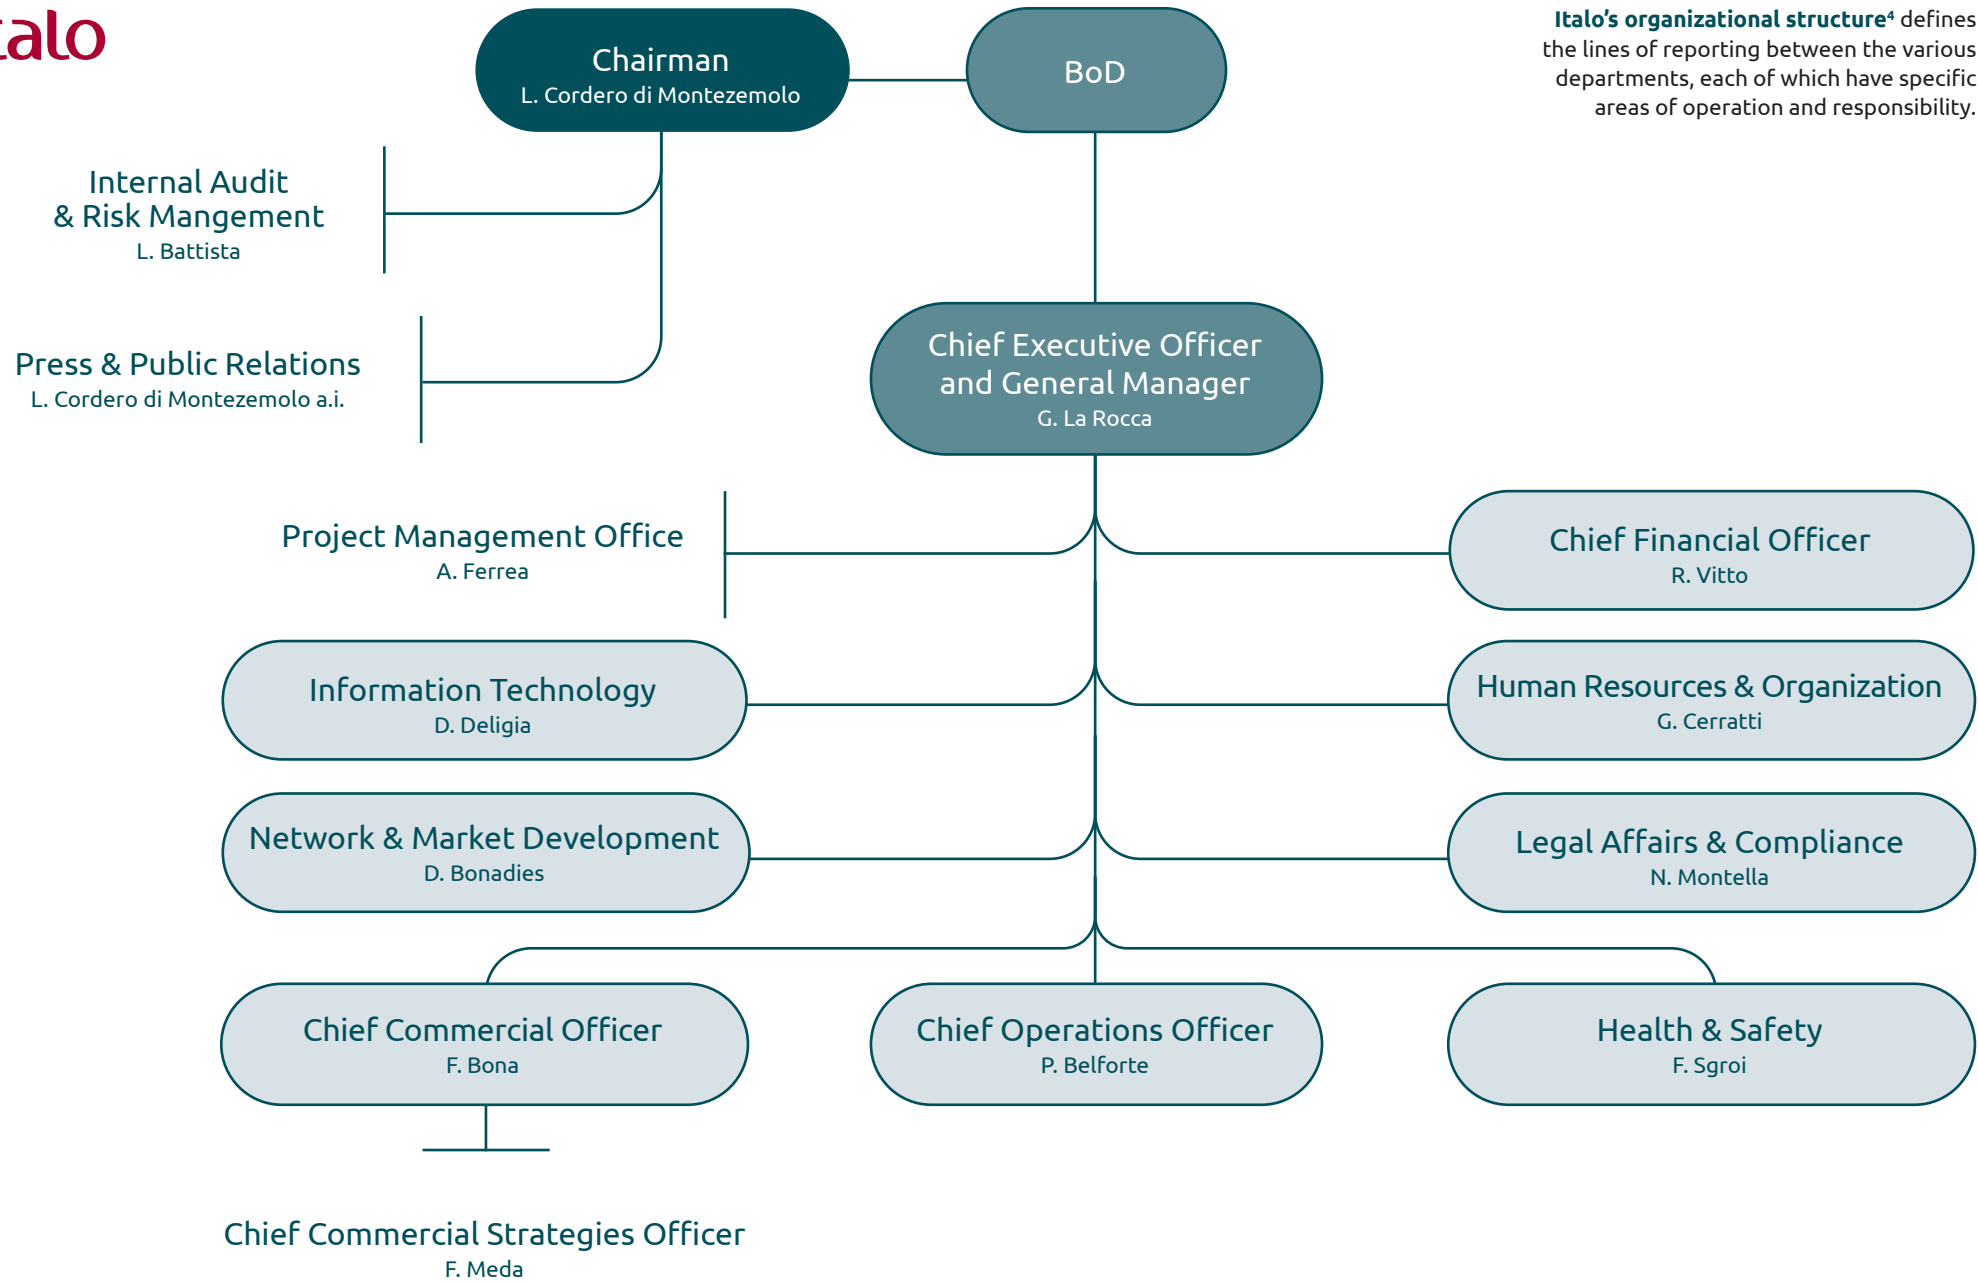 talo
Chairman
L. Cordero di Montezemolo
BoD
Italo’s organizational structure⁴ defines
the lines of reporting between the various
departments, each of which have specific
areas of operation and responsibility.
Internal Audit
& Risk Mangement
L. Battista
Press & Public Relations
L. Cordero di Montezemolo a.i.
Chief Executive Officer
and General Manager
G. La Rocca
Project Management Office
A. Ferrea
Chief Financial Officer
R. Vitto
Information Technology
D. Deligia
Human Resources & Organization
G. Cerratti
Network & Market Development
D. Bonadies
Legal Affairs & Compliance
N. Montella
Chief Commercial Officer
F. Bona
Chief Operations Officer
P. Belforte
Health & Safety
F. Sgroi
Chief Commercial Strategies Officer
F. Meda